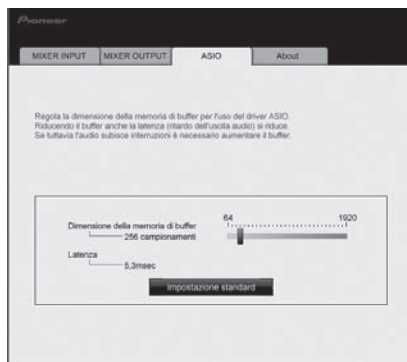 Pioneer
MIXER INPUT MIXER OUTPUT ASIO About
Regola la dimensione della memoria di buffer per l'uso del driver ASIO.
Riducendo il buffer anche la latenza (ritardo dell'uscita audio) si riduce.
Se tuttavia l'audio subisce interruzioni è necessario aumentare il buffer.
64 1920
Dimensione della memoria di buffer
256 campionamenti
Latenza
5,3msec
Impostazione standard